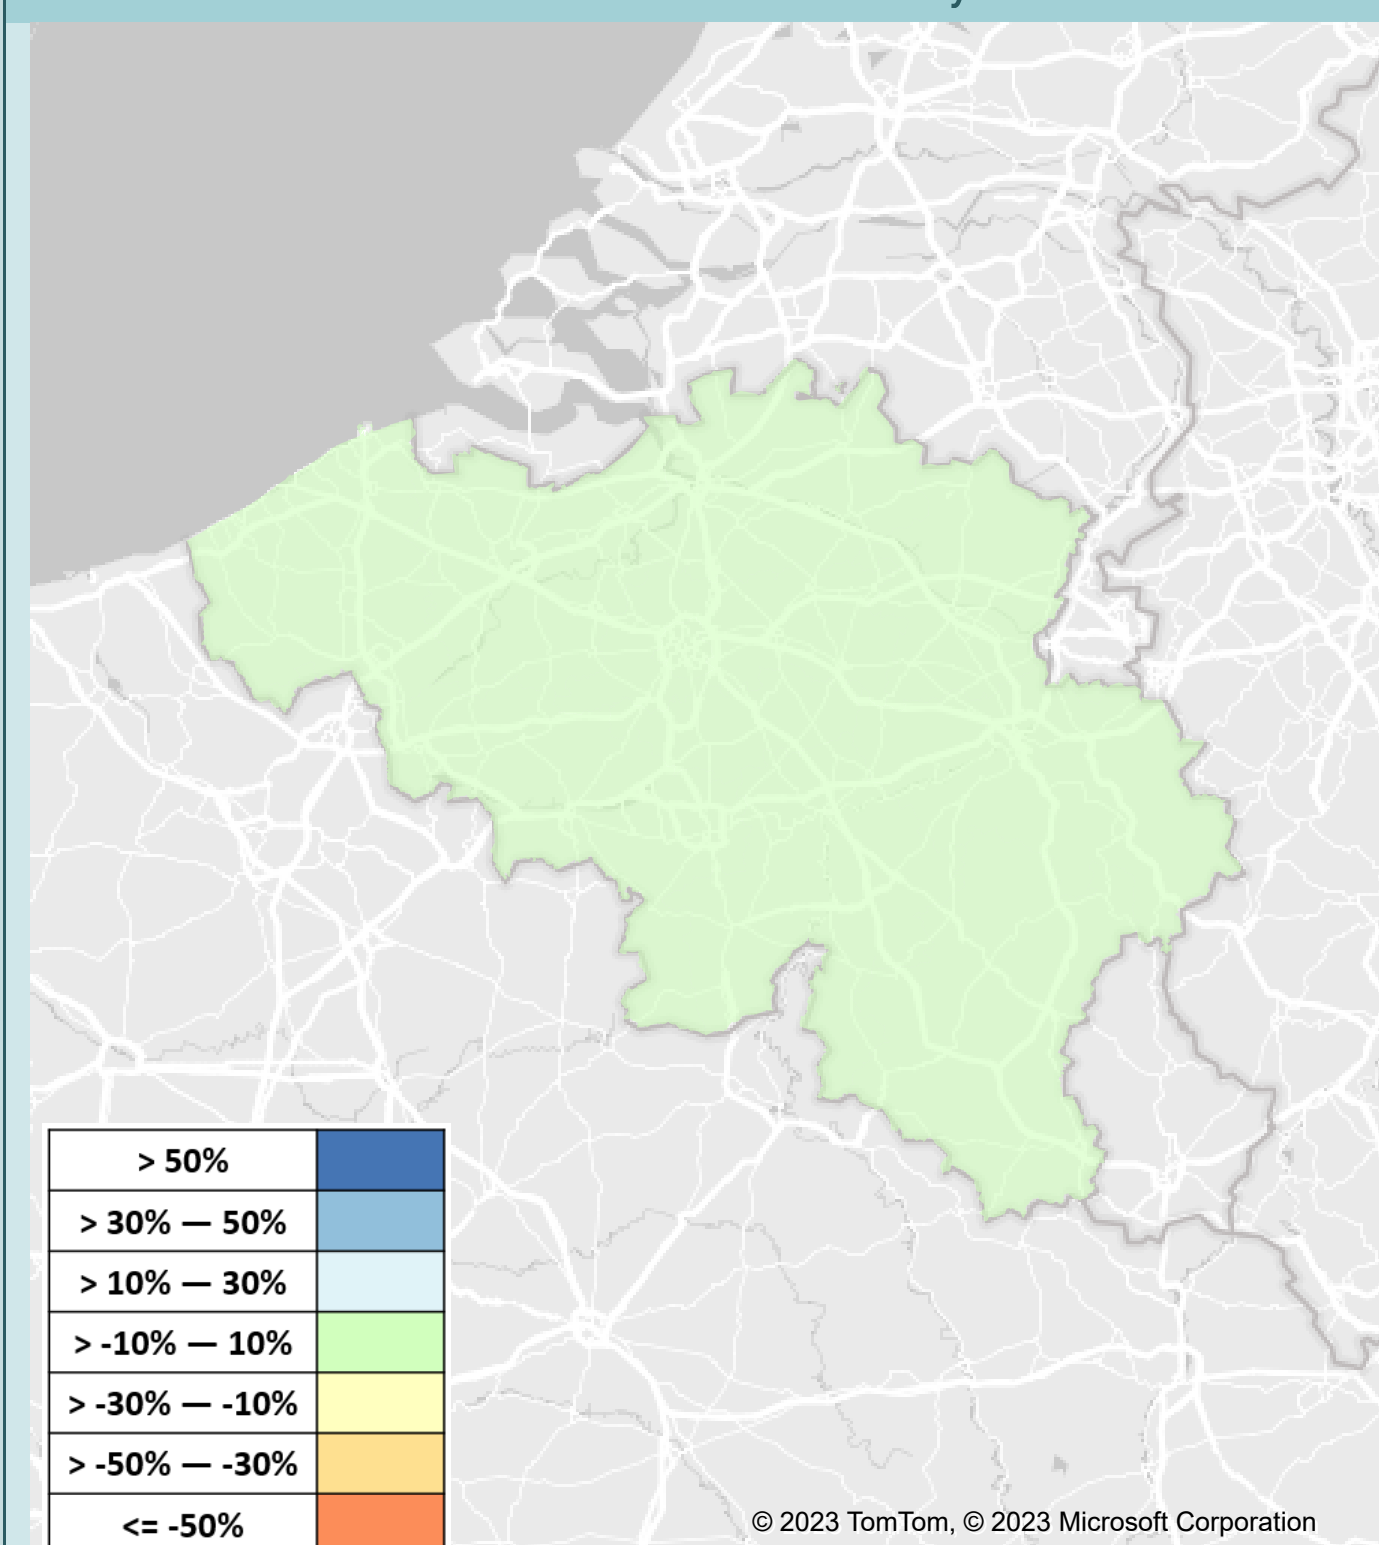 > 50%
> 30% — 50%
> 10% — 30%
> -10% — 10%
> -30% — -10%
> -50% — -30%
<= -50%
© 2023 TomTom, © 2023 Microsoft Corporation